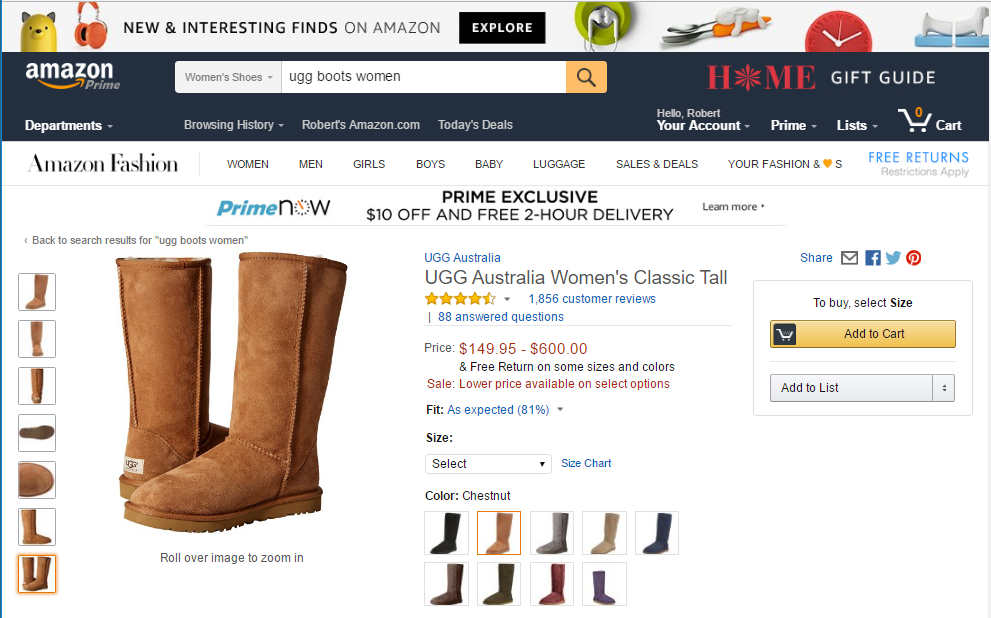 NEW & INTERESTING FINDS ON AMAZON EXPLORE
amazon Prime
Women's Shoes ugg boots women
HOME GIFT GUIDE
Departments Browsing History Robert's Amazon.com Today's Deals
Hello, Robert
Your Account Prime Lists 0 Cart
Amazon Fashion WOMEN MEN GIRLS BOYS BABY LUGGAGE SALES & DEALS YOUR FASHION & S
FREE RETURNS
Restrictions Apply
PrimeNOW
PRIME EXCLUSIVE
$10 OFF AND FREE 2-HOUR DELIVERY
Learn more
‹ Back to search results for "ugg boots women"
UGG
UGG Australia
UGG Australia Women's Classic Tall
1,856 customer reviews
| 88 answered questions
Price: $149.95 - $600.00
& Free Return on some sizes and colors
Sale: Lower price available on select options
Fit: As expected (81%)
Size:
Select Size Chart
Color: Chestnut
Roll over image to zoom in
Share
To buy, select Size
Add to Cart
Add to List